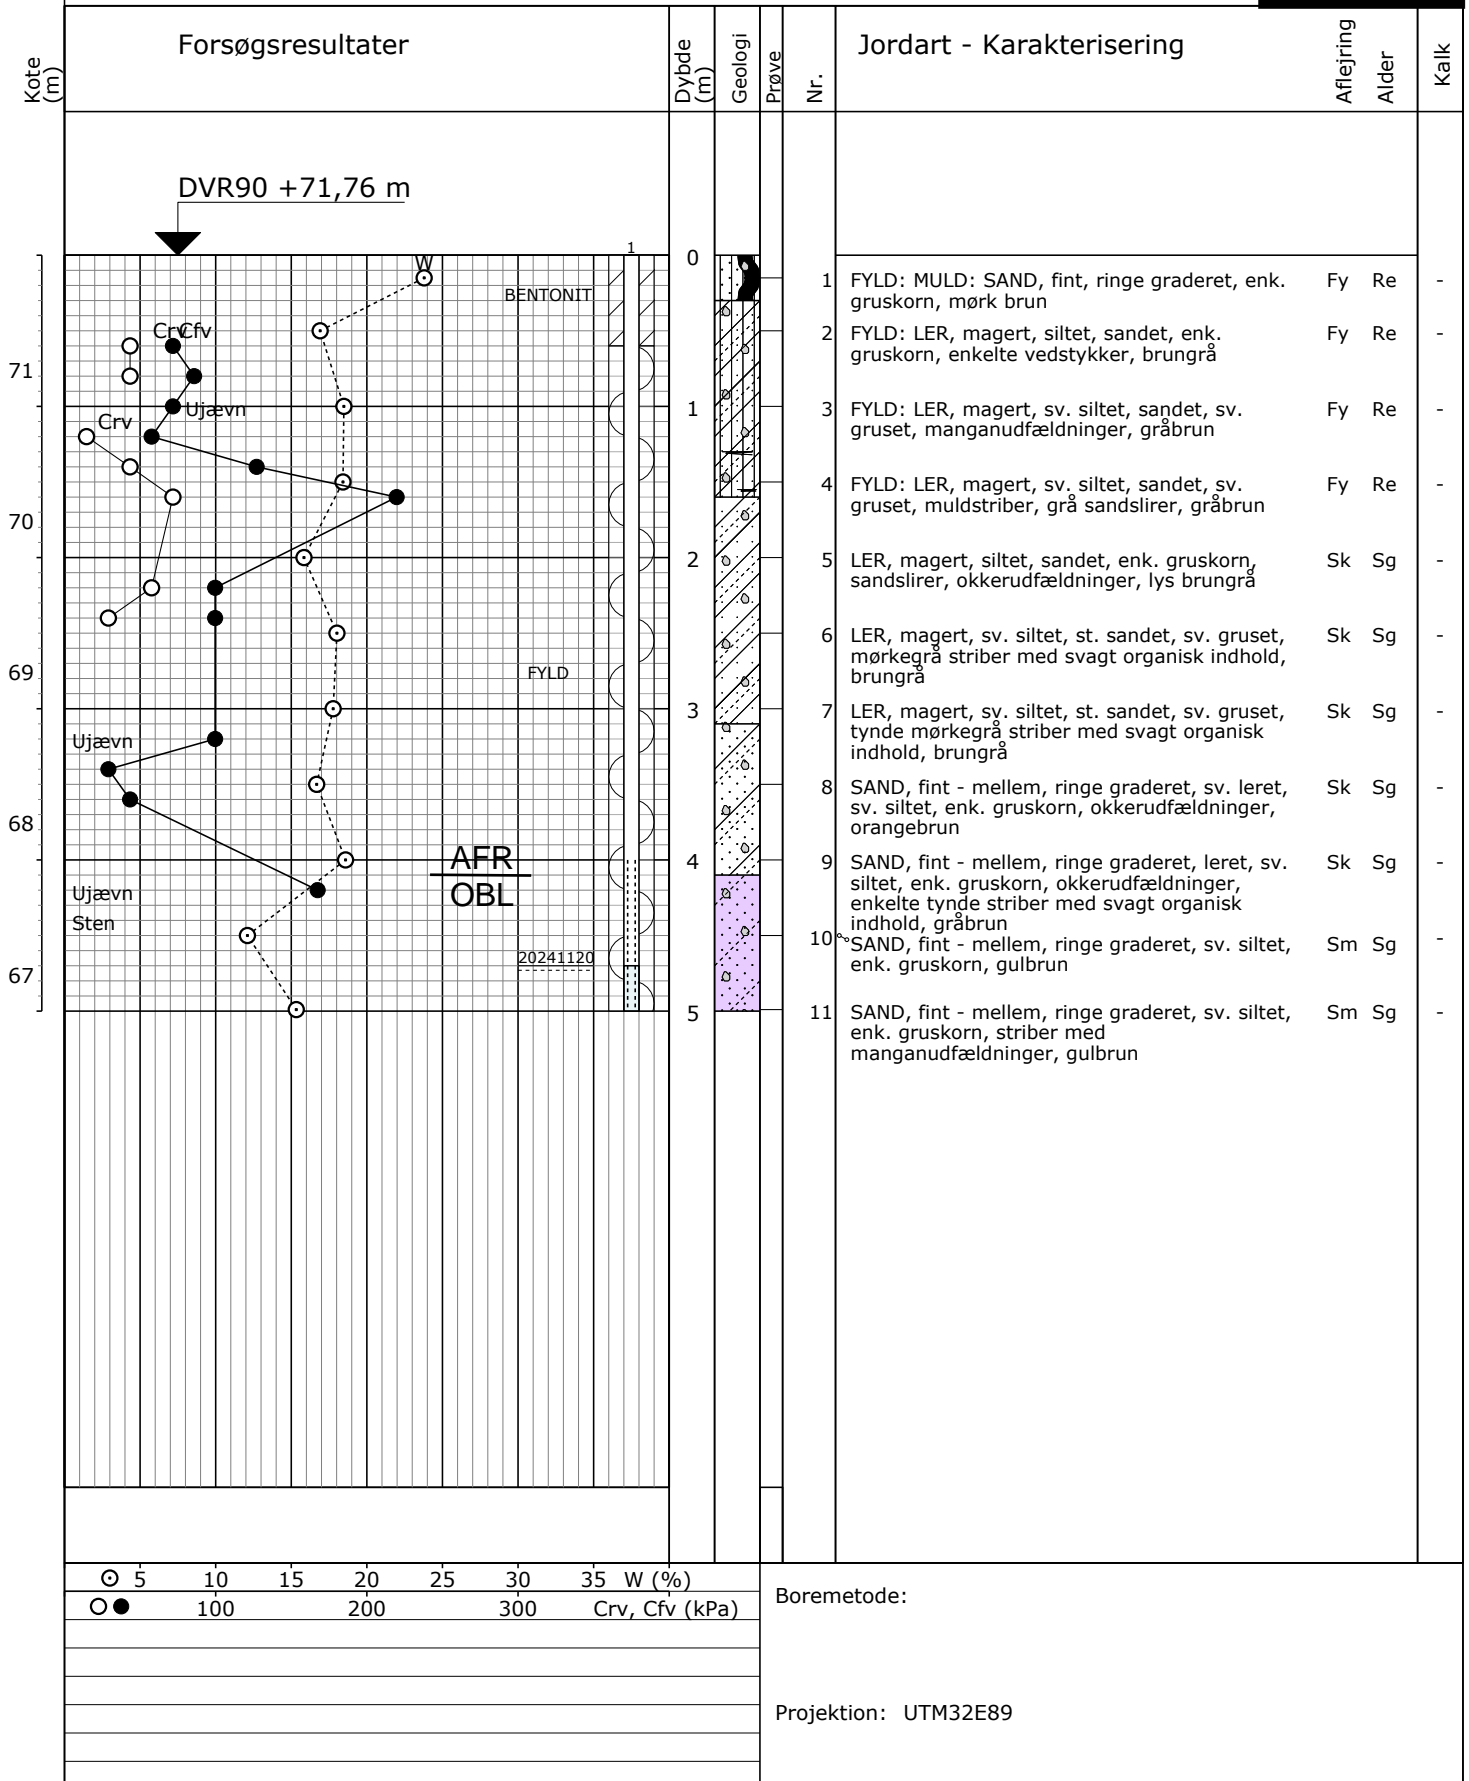 Forsøgsresultater
Kote
(m)
Dybde
(m)
Geologi
Prøve
Nr.
Jordart - Karakterisering
Aflejring
Alder
Kalk
DVR90 +71,76 m
1
W
BENTONIT
Crv
Cfv
Ujævn
Crv
FYLD
Ujævn
AFR
OBL
Ujævn
Sten
20241120
71
70
69
68
67
0
1
2
3
4
5
1 FYLD: MULD: SAND, fint, ringe graderet, enk. Fy Re -
gruskorn, mørk brun
2 FYLD: LER, magert, siltet, sandet, enk. Fy Re -
gruskorn, enkelte vedstykker, brungrå
3 FYLD: LER, magert, sv. siltet, sandet, sv. Fy Re -
gruset, manganudfældninger, gråbrun
4 FYLD: LER, magert, sv. siltet, sandet, sv. Fy Re -
gruset, muldstriber, grå sandslirer, gråbrun
5 LER, magert, siltet, sandet, enk. gruskorn, Sk Sg -
sandslirer, okkerudfældninger, lys brungrå
6 LER, magert, sv. siltet, st. sandet, sv. gruset, Sk Sg -
mørkegrå striber med svagt organisk indhold,
brungrå
7 LER, magert, sv. siltet, st. sandet, sv. gruset, Sk Sg -
tynde mørkegrå striber med svagt organisk
indhold, brungrå
8 SAND, fint - mellem, ringe graderet, sv. leret, Sk Sg -
sv. siltet, enk. gruskorn, okkerudfældninger,
orangebrun
9 SAND, fint - mellem, ringe graderet, leret, sv. Sk Sg -
siltet, enk. gruskorn, okkerudfældninger,
enkelte tynde striber med svagt organisk
indhold, gråbrun
10 SAND, fint - mellem, ringe graderet, sv. siltet, Sm Sg -
enk. gruskorn, gulbrun
11 SAND, fint - mellem, ringe graderet, sv. siltet, Sm Sg -
enk. gruskorn, striber med
manganudfældninger, gulbrun
5 10 15 20 25 30 35 W (%)
100 200 300 Crv, Cfv (kPa)
Boremetode:
Projektion: UTM32E89